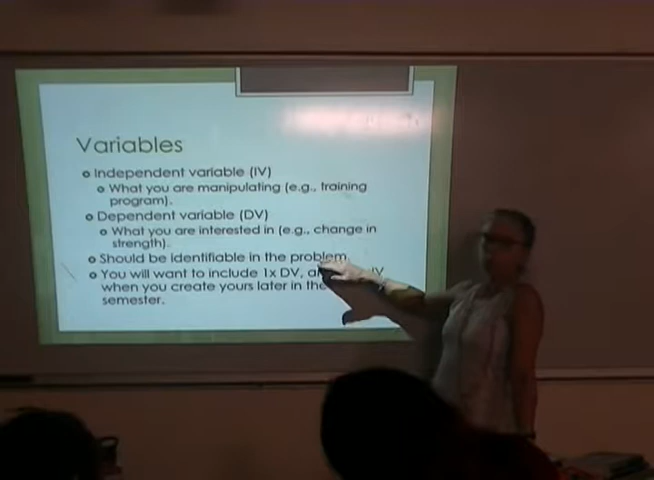 Variables
Independent variable (IV)
What you are manipulating (e.g., training
program).
Dependent variable (DV)
What you are interested in (e.g., change in
strength).
Should be identifiable in the problem
You will want to include 1x DV, IV
when you create yours later in the
semester.